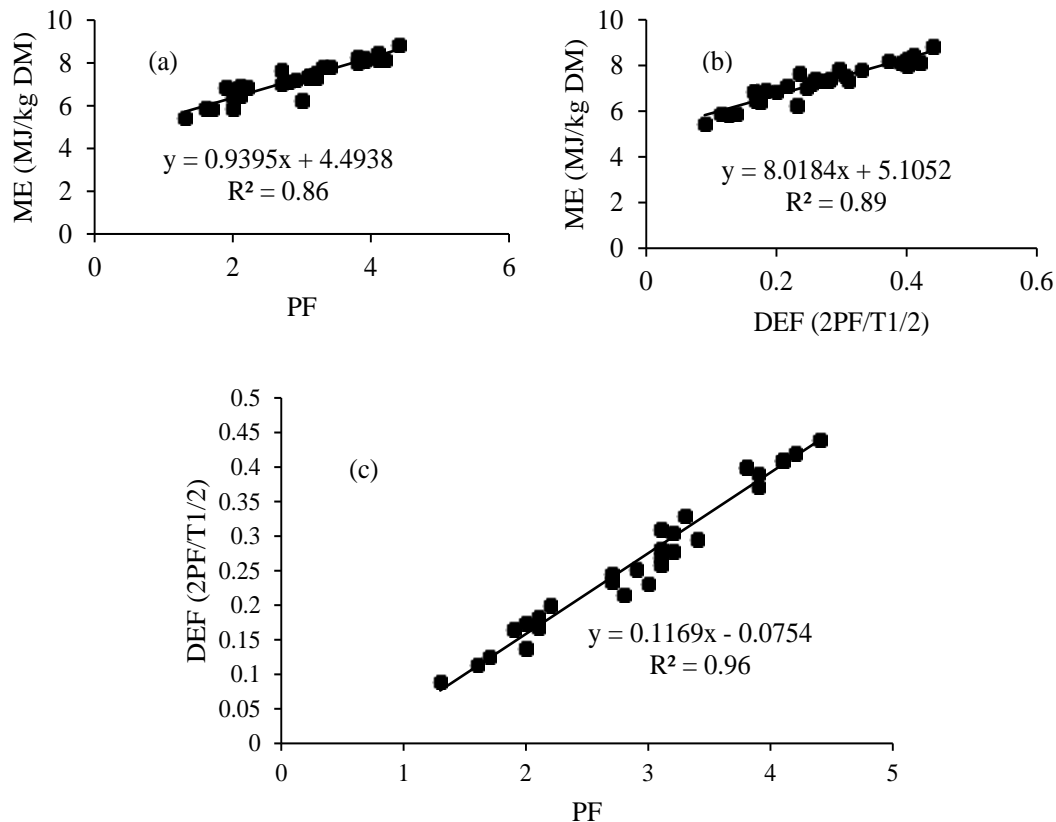 10
8
6
4
2
0
ME (MJ/kg DM)
(a)
y = 0.9395x + 4.4938
R² = 0.86
0 2 4 6
PF
10
8
6
4
2
0
ME (MJ/kg DM)
(b)
y = 8.0184x + 5.1052
R² = 0.89
0 0.2 0.4 0.6
DEF (2PF/T1/2)
0.5
0.45
0.4
0.35
0.3
0.25
0.2
0.15
0.1
0.05
0
DEF (2PF/T1/2)
(c)
y = 0.1169x - 0.0754
R² = 0.96
0 1 2 3 4 5
PF